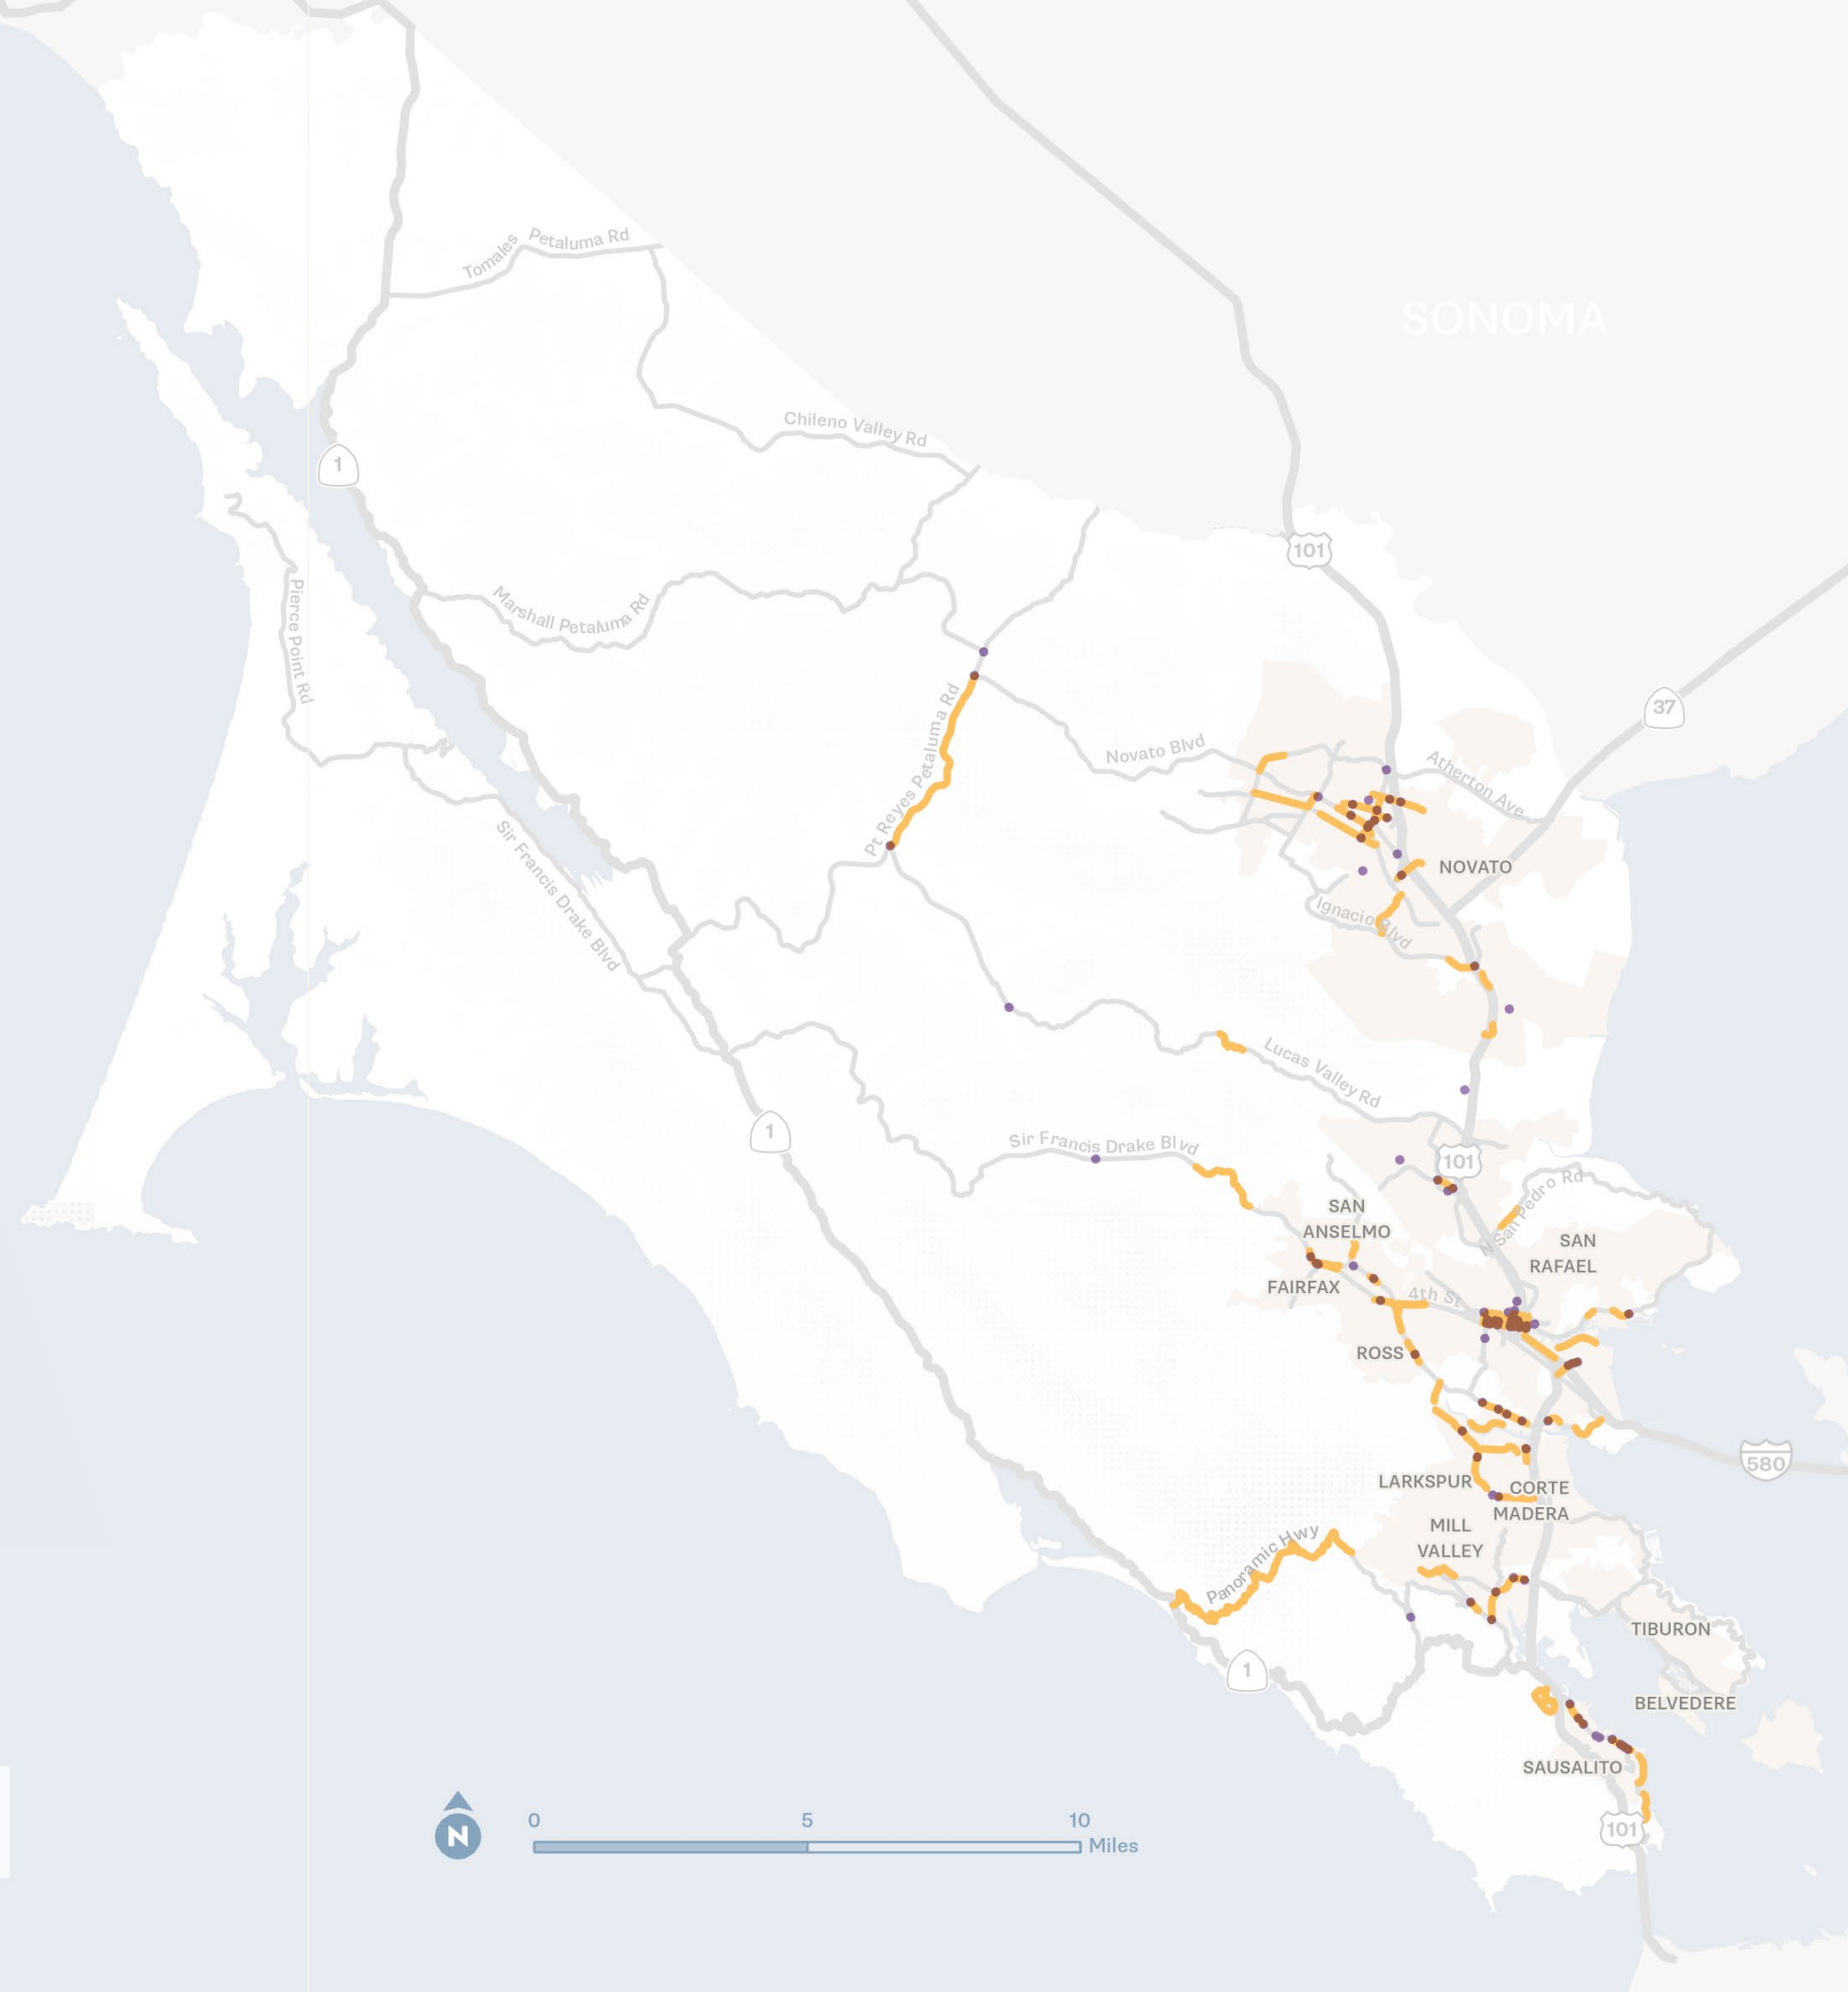 Petaluma Rd
Tomales
SONOMA
Chileno Valley Rd
1
101
Marshall Petaluma Rd
Pierce Point Rd
37
Pt Reyes Petaluma Rd
Novato Blvd
Atherton Ave
Sir Francis Drake Blvd
NOVATO
Ignacio Blvd
Lucas Valley Rd
1
Sir Francis Drake Blvd
101
N San Pedro Rd
SAN
ANSELMO
SAN
RAFAEL
FAIRFAX
4th St
ROSS
580
LARKSPUR
CORTE
MADERA
MILL
VALLEY
Panoramic Hwy
TIBURON
1
BELVEDERE
SAUSALITO
101
N
0 5 10
Miles